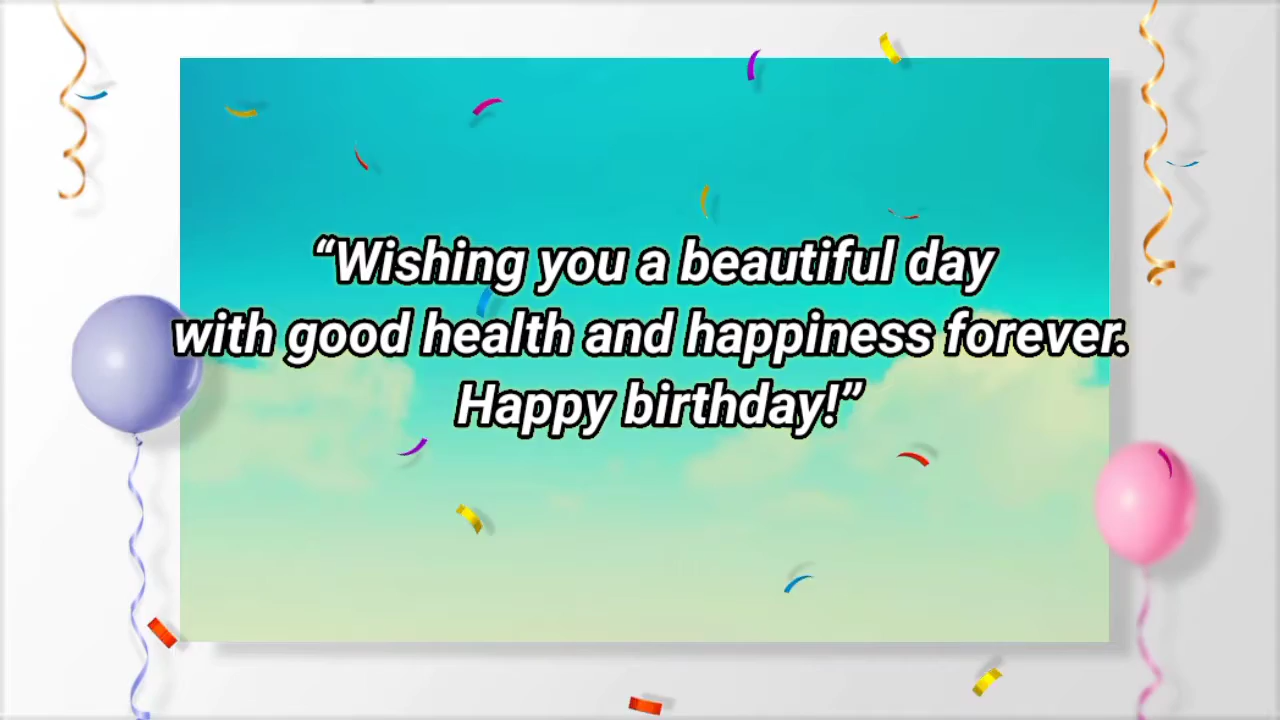 “Wishing you a beautiful day
with good health and happiness forever.
Happy birthday!”